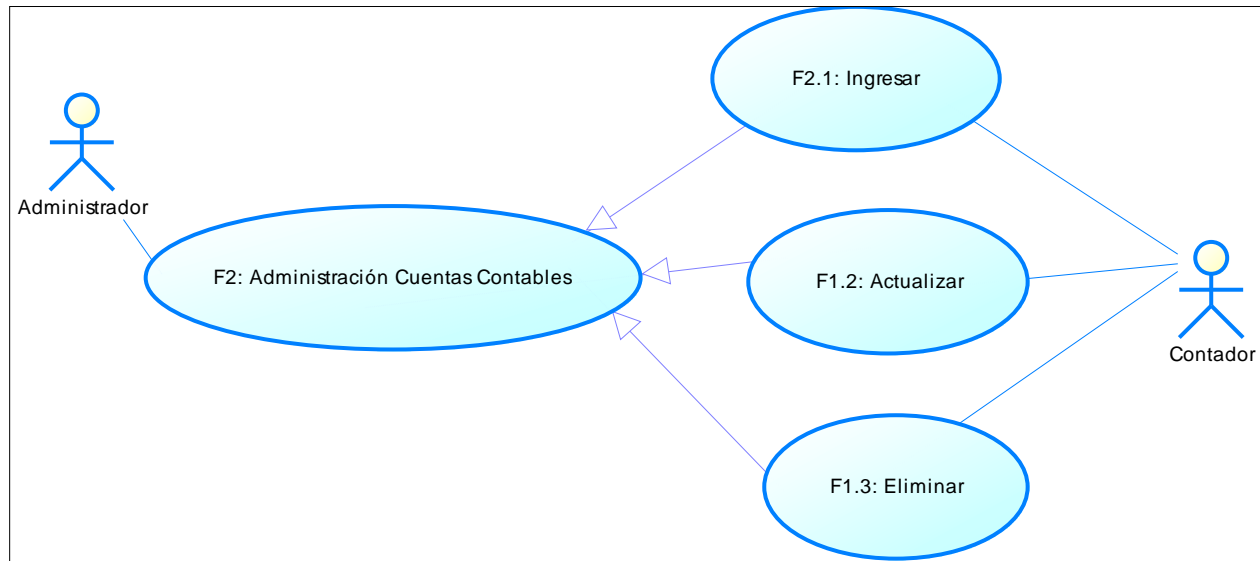 F2.1: Ingresar
Administrador
F2: Administración Cuentas Contables
F1.2: Actualizar
Contador
F1.3: Eliminar